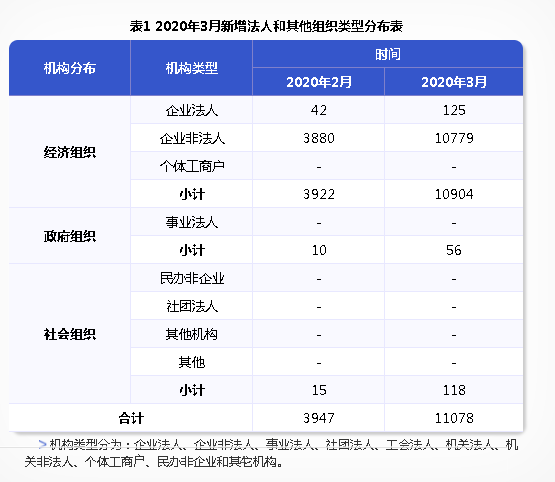 表1 2020年3月新增法人和其他组织类型分布表
机构分布 机构类型 时间
2020年2月 2020年3月
经济组织 企业法人 42 125
企业非法人 3880 10779
个体工商户 - -
小计 3922 10904
政府组织 事业法人 - -
小计 10 56
社会组织 民办非企业 - -
社团法人 - -
其他机构 - -
其他 - -
小计 15 118
合计 3947 11078
机构类型分为：企业法人、企业非法人、事业法人、社团法人、工会法人、机关法人、机
关非法人、个体工商户、民办非企业和其它机构。